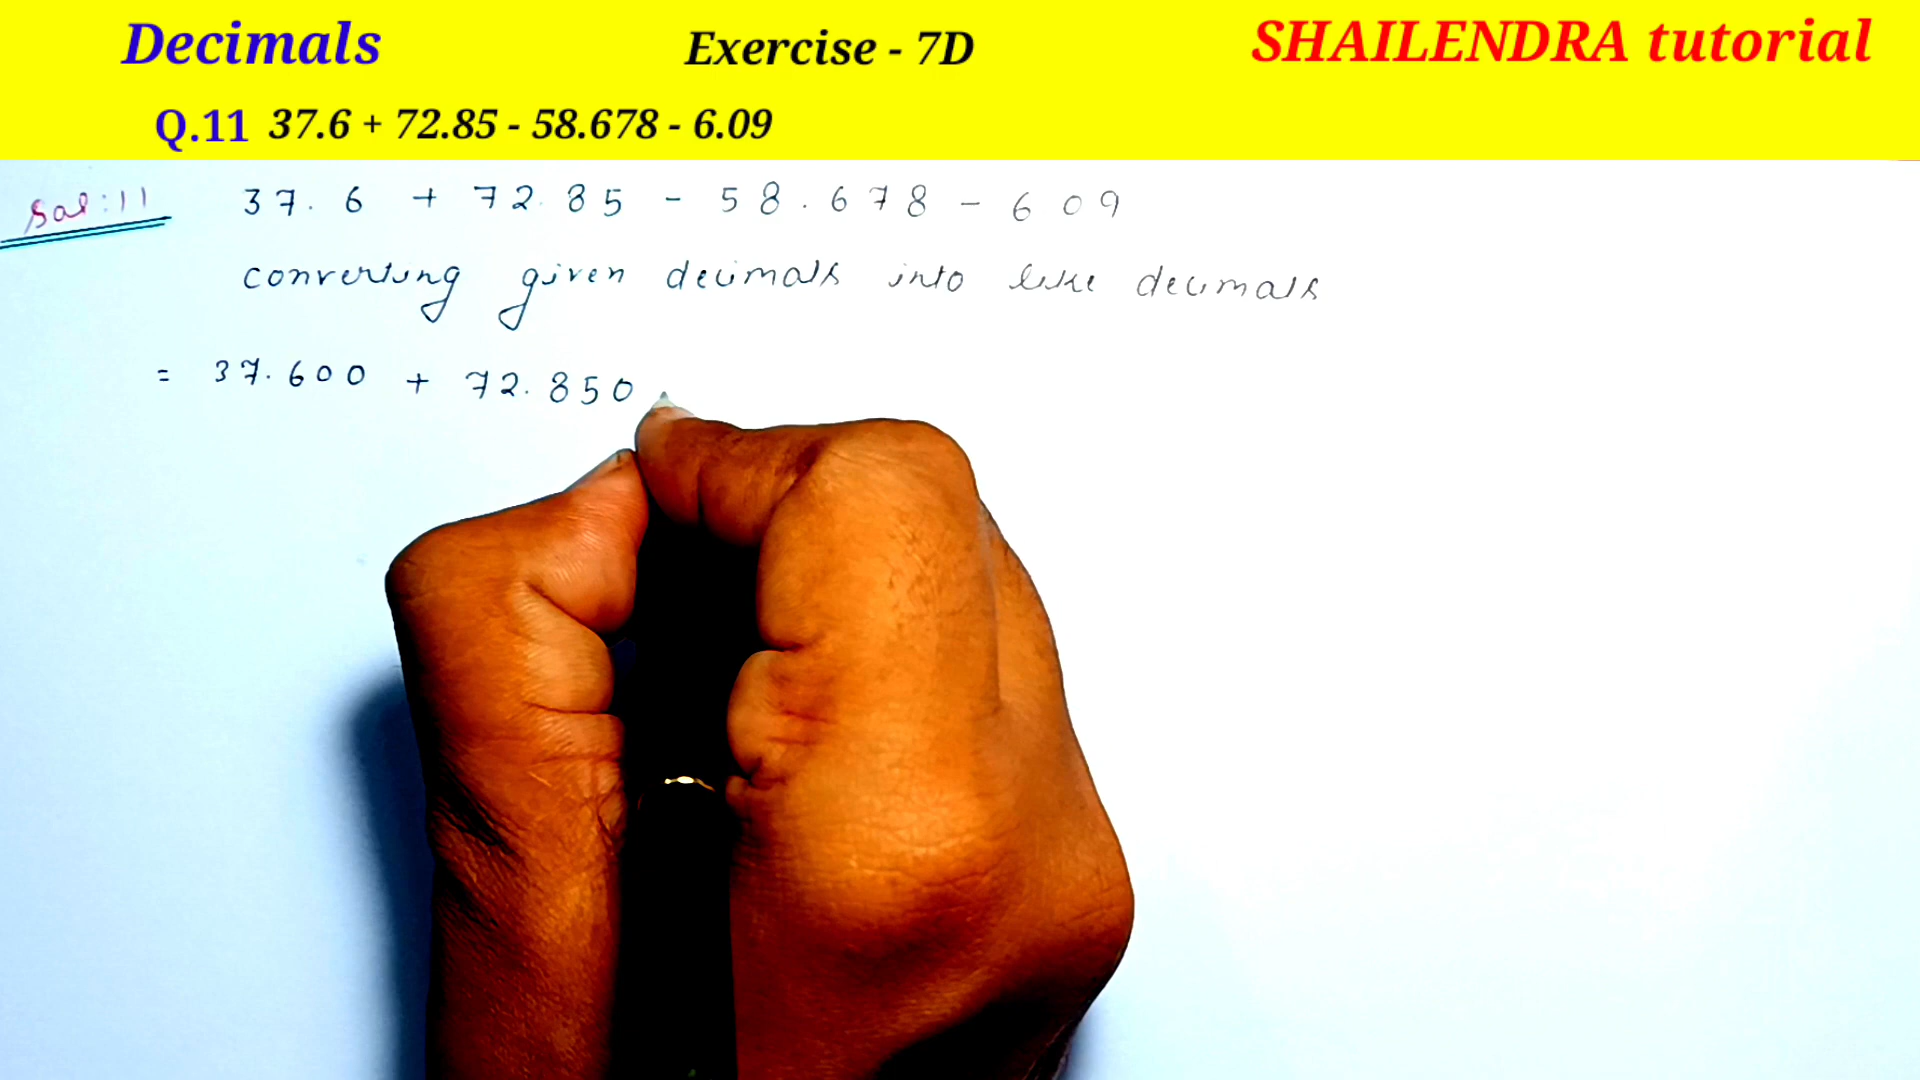 Decimals Exercise - 7D SHAILENDRA tutorial
Q.11 37.6 + 72.85 - 58.678 - 6.09
Sol:11 37.6 + 72.85 - 58.678 - 6 09
converting given decimals into like decimals
= 37.600 + 72.850